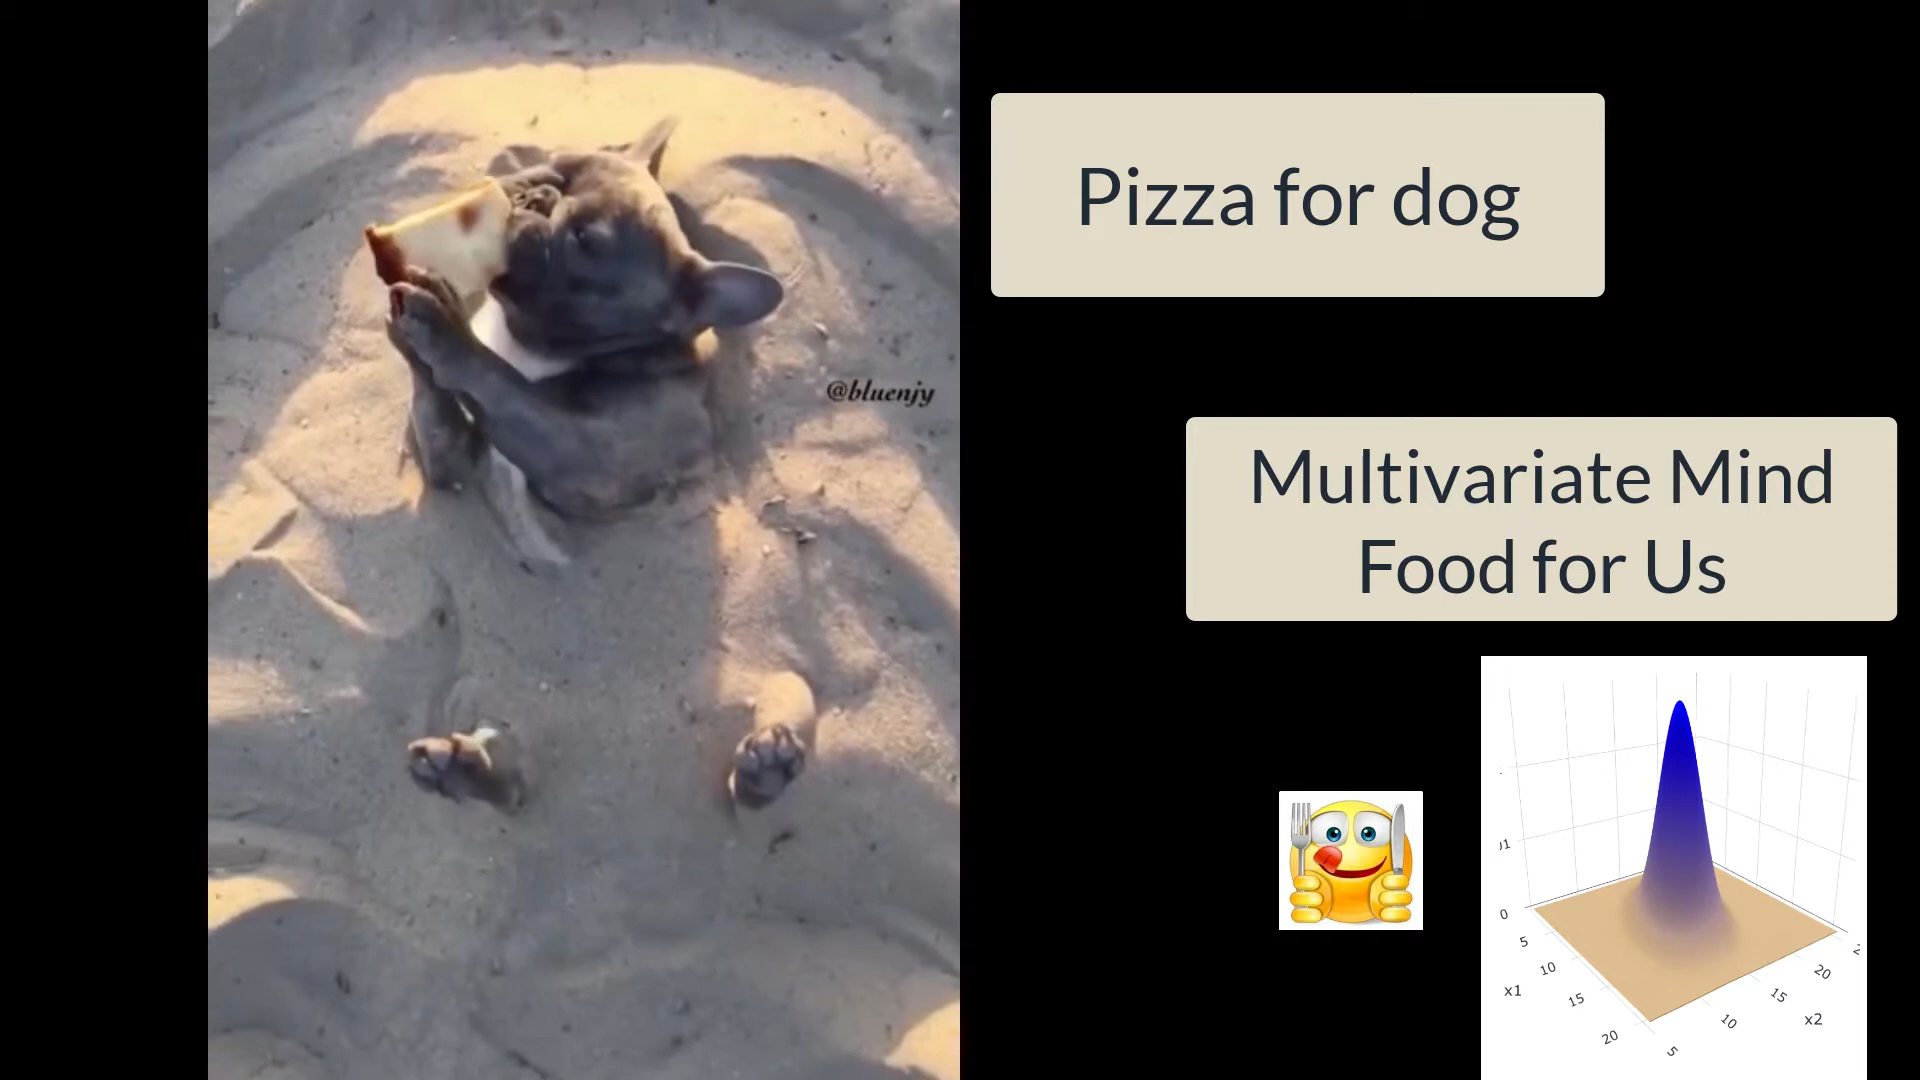 Pizza for dog
@bluenjy
Multivariate Mind
Food for Us
0
5
10
15
20
x1
5
10
15
20
x2